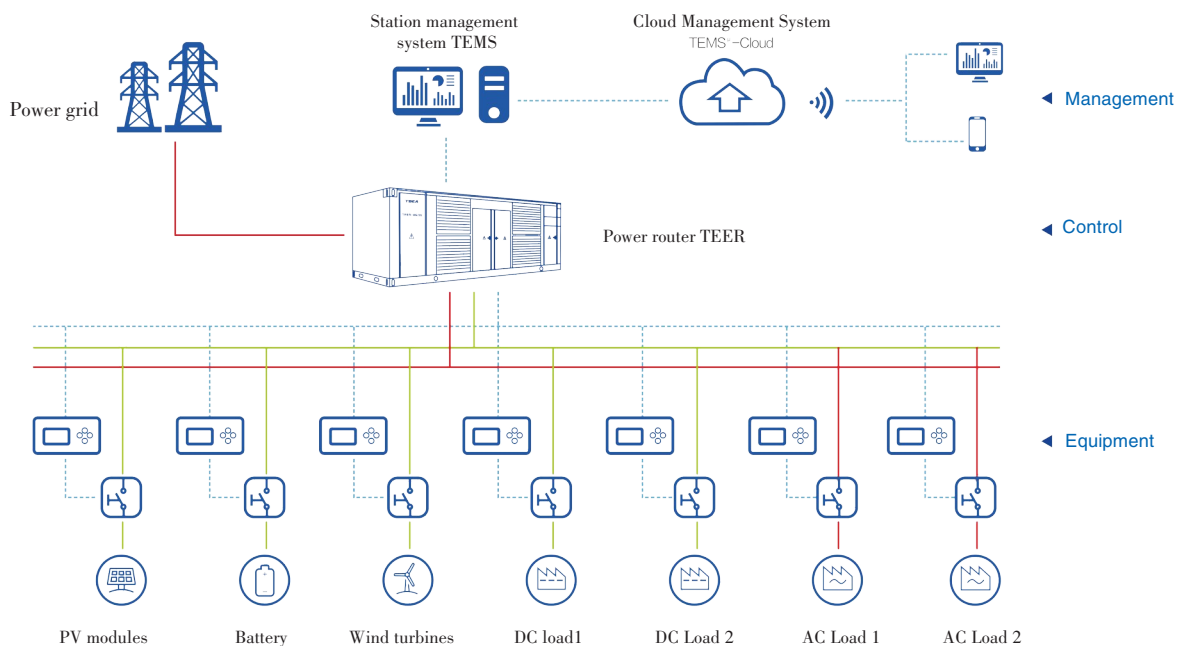 Station management
system TEMS
Cloud Management System
TEMS®-Cloud
Power grid
Management
TEER
Power router TEER
Control
Equipment
PV modules
Battery
Wind turbines
DC load1
DC Load 2
AC Load 1
AC Load 2